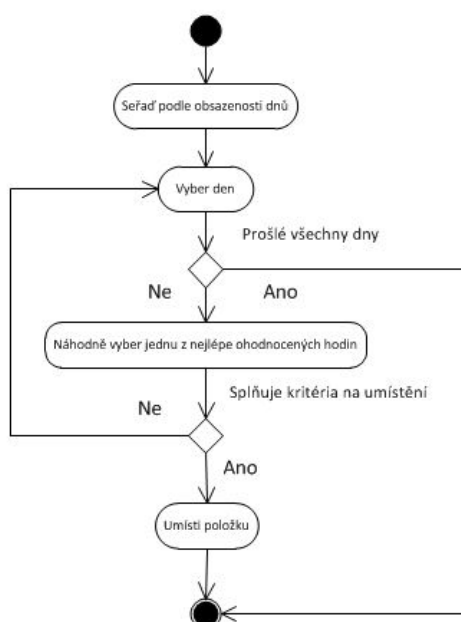 Seřaď podle obsazenosti dnů
Vyber den
Prošlé všechny dny
Ne
Ano
Náhodně vyber jednu z nejlépe ohodnocených hodin
Splňuje kritéria na umístění
Ne
Ano
Umísti položku